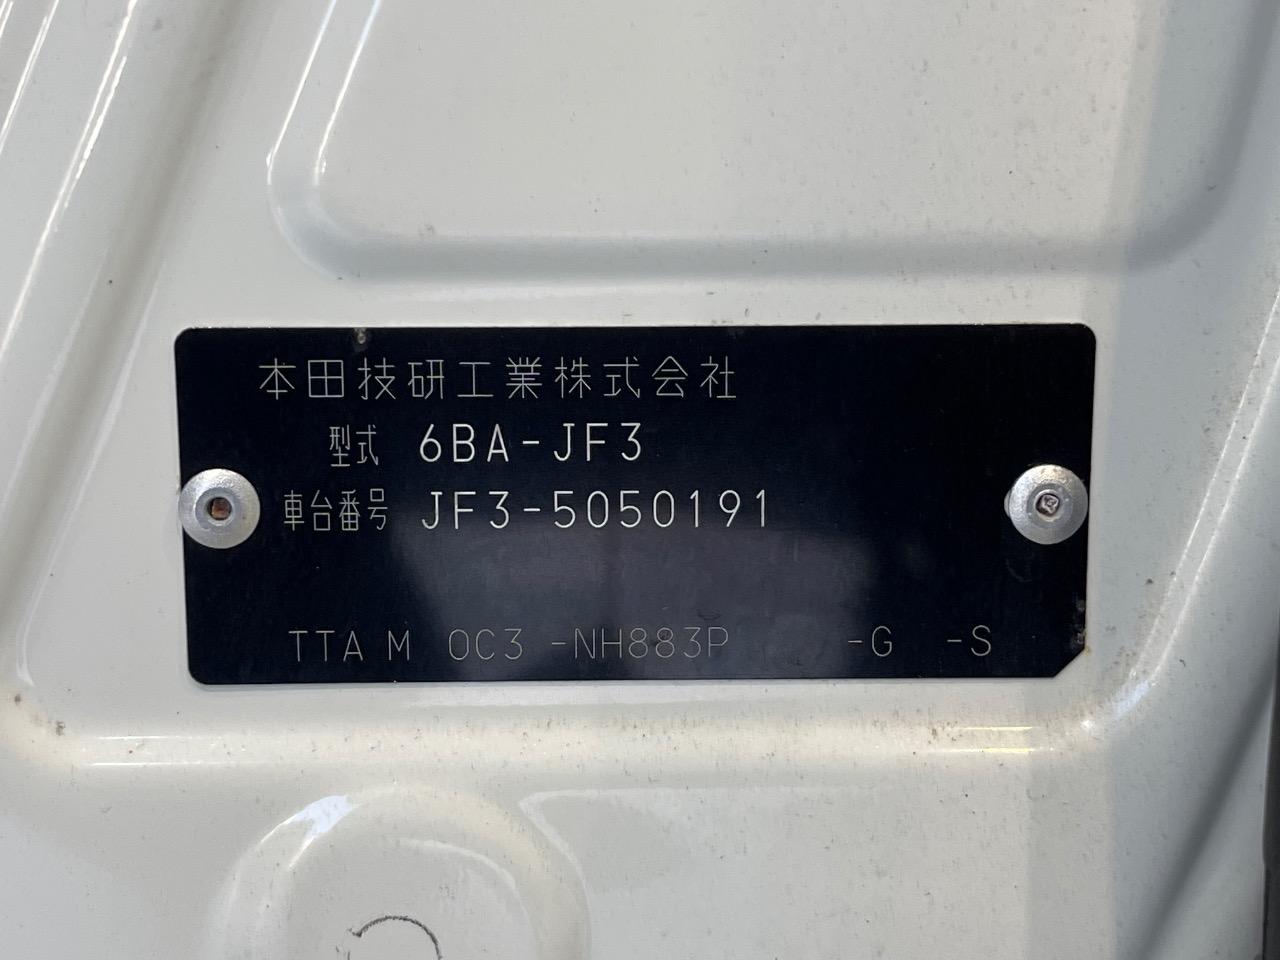 本田技研工業株式会社
型式 6BA-JF3
車台番号 JF3-5050191
TTA M 0C3 -NH883P -G -S